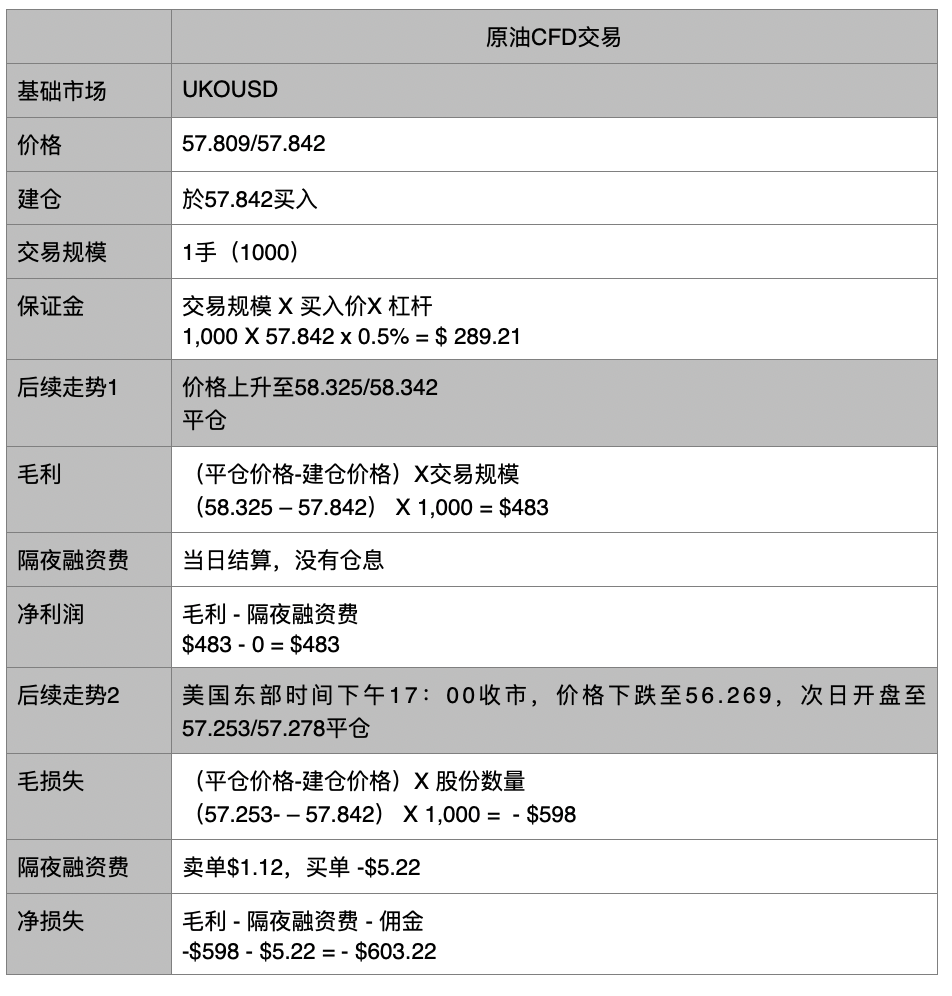 原油CFD交易
基础市场 UKOUSD
价格 57.809/57.842
建仓 於57.842买入
交易规模 1手（1000）
保证金 交易规模 X 买入价X 杠杆
1,000 X 57.842 x 0.5% = $ 289.21
后续走势1 价格上升至58.325/58.342
平仓
毛利 （平仓价格-建仓价格）X交易规模
（58.325 – 57.842） X 1,000 = $483
隔夜融资费 当日结算，没有仓息
净利润 毛利 - 隔夜融资费
$483 - 0 = $483
后续走势2 美国东部时间下午17：00收市，价格下跌至56.269，次日开盘至
57.253/57.278平仓
毛损失 （平仓价格-建仓价格）X 股份数量
（57.253- – 57.842） X 1,000 = - $598
隔夜融资费 卖单$1.12，买单 -$5.22
净损失 毛利 - 隔夜融资费 - 佣金
-$598 - $5.22 = - $603.22